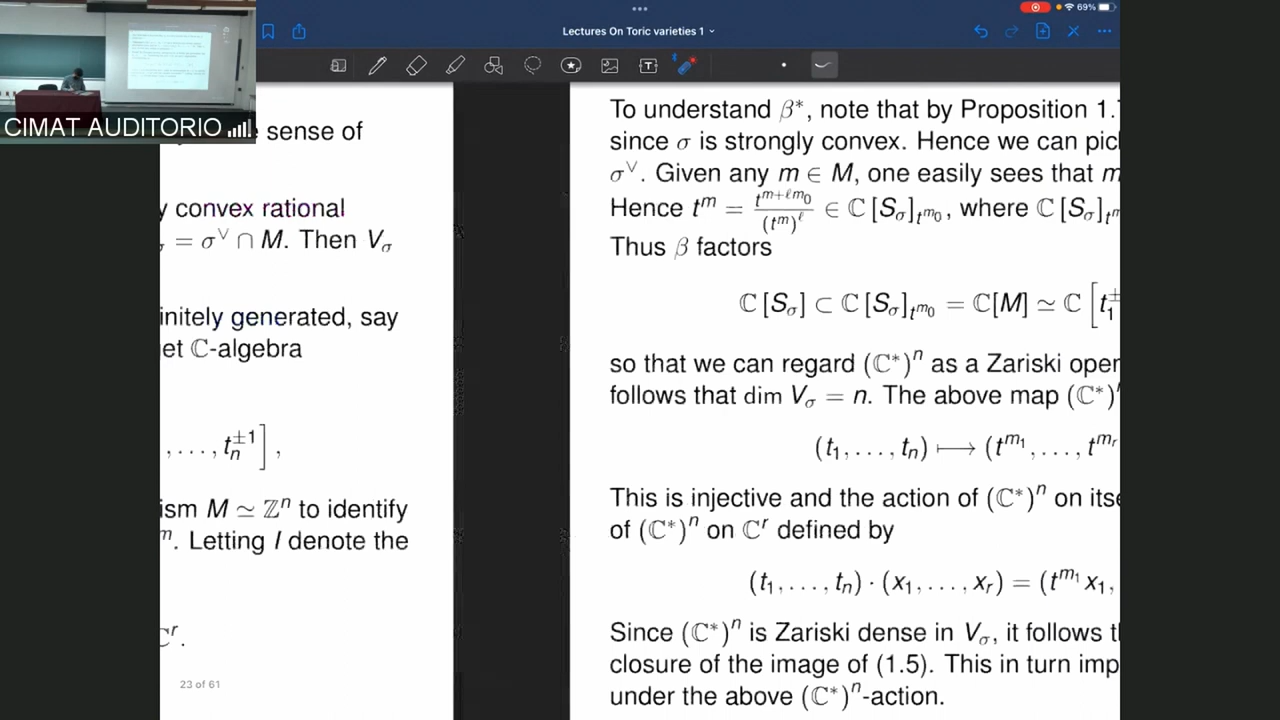 69%
Lectures On Toric varieties 1
CIMAT AUDITORIO
e sense of
y convex rational
σ = σ^∨ ∩ M. Then V_σ
initely generated, say
et ℂ-algebra
, . . . , t_n^{±1} ],
ism M ≃ ℤ^n to identify
^m. Letting I denote the
ℂ^r.
23 of 61
To understand β*, note that by Proposition 1.
since σ is strongly convex. Hence we can pic
σ^∨. Given any m ∈ M, one easily sees that m
Hence t^m = \frac{t^{m+ℓm_0}}{(t^m)^ℓ} ∈ ℂ [S_σ]_{t^{m_0}}, where ℂ [S_σ]_{t^m
Thus β factors
ℂ [S_σ] ⊂ ℂ [S_σ]_{t^{m_0}} = ℂ[M] ≃ ℂ [t_1^±
so that we can regard (ℂ*)^n as a Zariski open
follows that dim V_σ = n. The above map (ℂ*)^n
(t_1, . . . , t_n) ⟼ (t^{m_1}, . . . , t^{m_r}
This is injective and the action of (ℂ*)^n on itse
of (ℂ*)^n on ℂ^r defined by
(t_1, . . . , t_n) · (x_1, . . . , x_r) = (t^{m_1} x_1,
Since (ℂ*)^n is Zariski dense in V_σ, it follows t
closure of the image of (1.5). This in turn imp
under the above (ℂ*)^n-action.